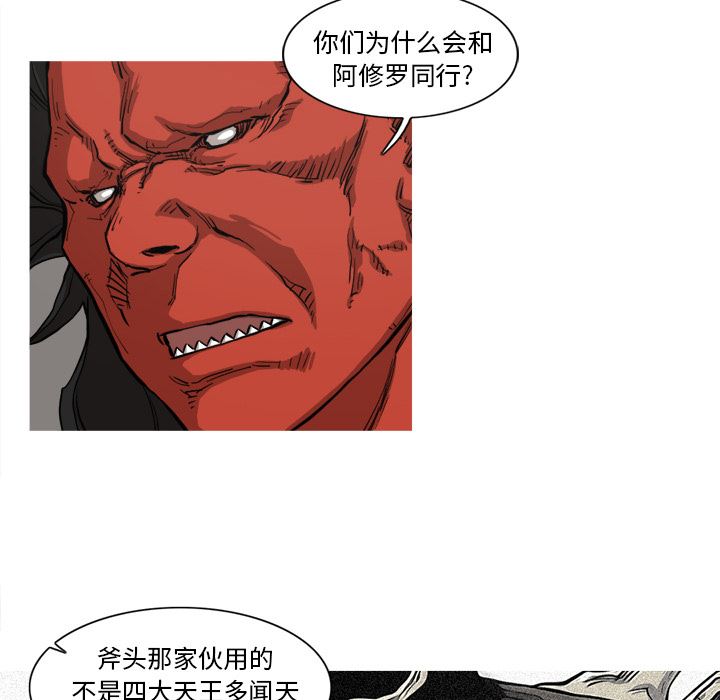 你们为什么会和
阿修罗同行?
斧头那家伙用的
不是四大天王多闻天